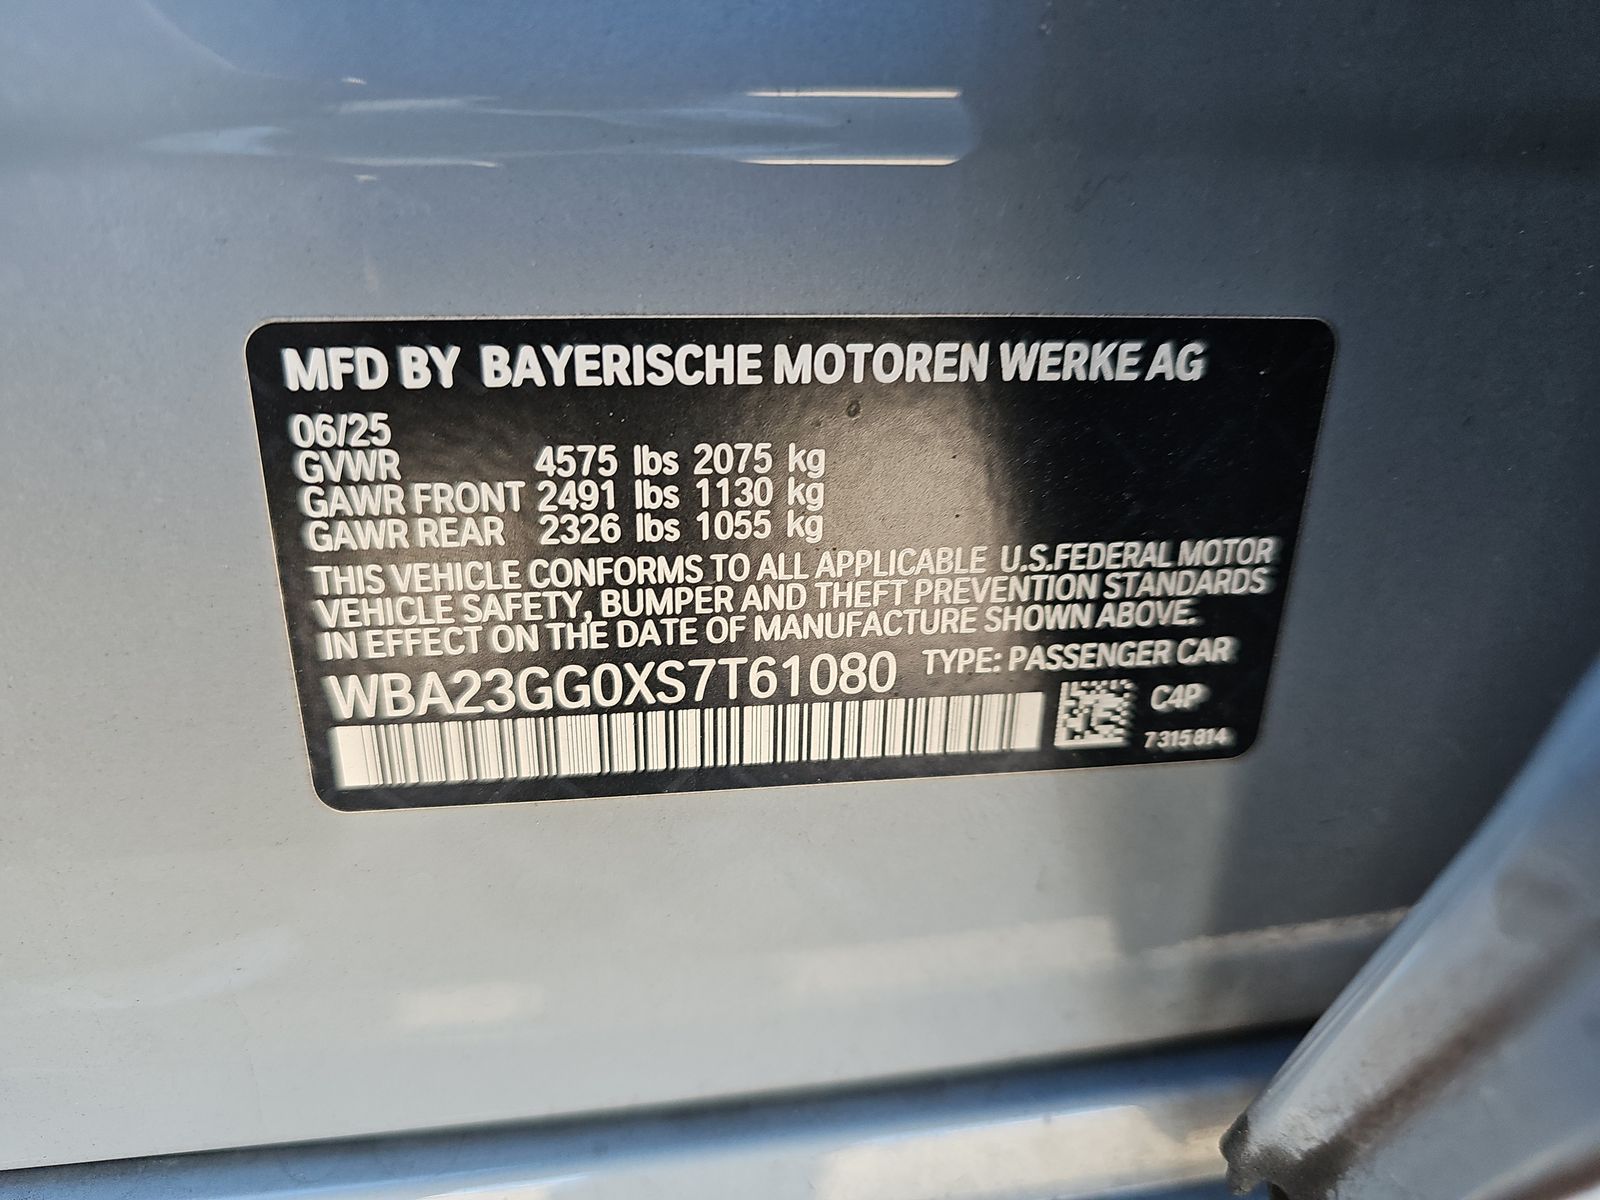 MFD BY BAYERISCHE MOTOREN WERKE AG
06/25
GVWR 4575 lbs 2075 kg
GAWR FRONT 2491 lbs 1130 kg
GAWR REAR 2326 lbs 1055 kg
THIS VEHICLE CONFORMS TO ALL APPLICABLE U.S.FEDERAL MOTOR
VEHICLE SAFETY, BUMPER AND THEFT PREVENTION STANDARDS
IN EFFECT ON THE DATE OF MANUFACTURE SHOWN ABOVE.
WBA23GG0XS7T61080 TYPE: PASSENGER CAR
C4P
7 315 814